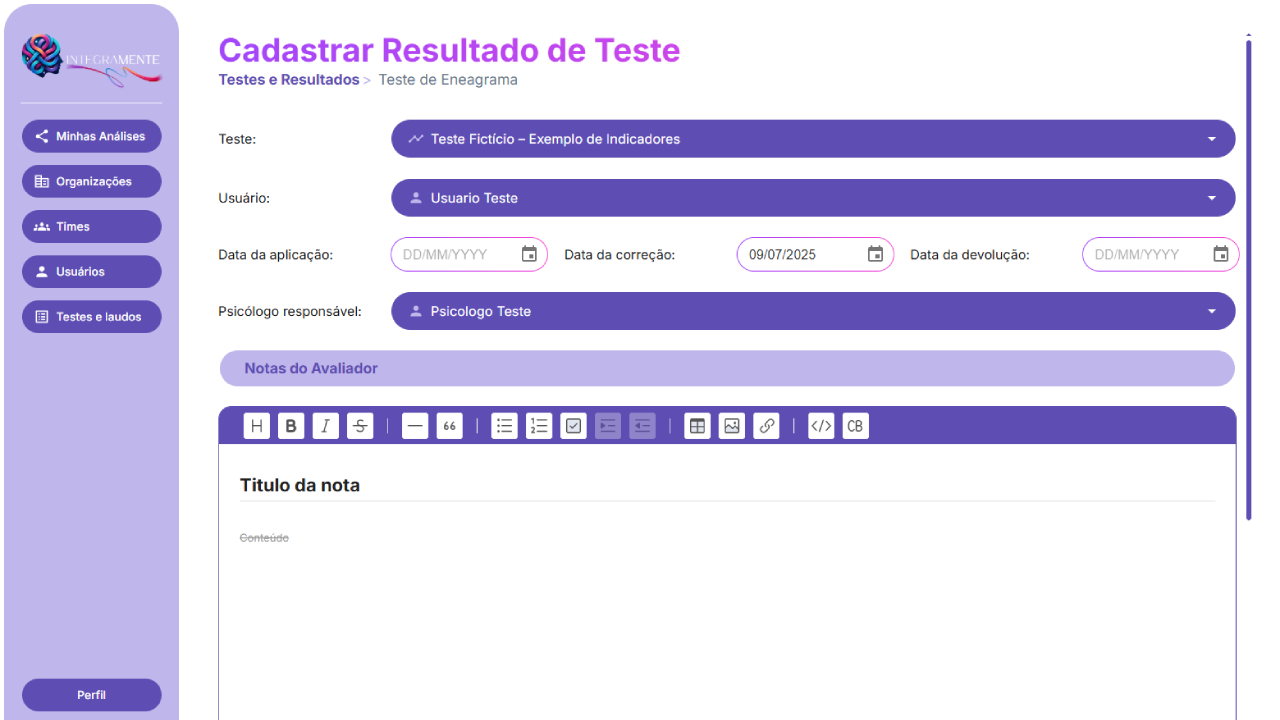 INTEGRAMENTE
Minhas Análises
Organizações
Times
Usuários
Testes e laudos
Perfil
Cadastrar Resultado de Teste
Testes e Resultados > Teste de Eneagrama
Teste: Teste Fictício – Exemplo de Indicadores
Usuário: Usuario Teste
Data da aplicação: DD/MM/YYYY Data da correção: 09/07/2025 Data da devolução: DD/MM/YYYY
Psicólogo responsável: Psicologo Teste
Notas do Avaliador
H B I S 66 </> CB
Titulo da nota
Conteúdo